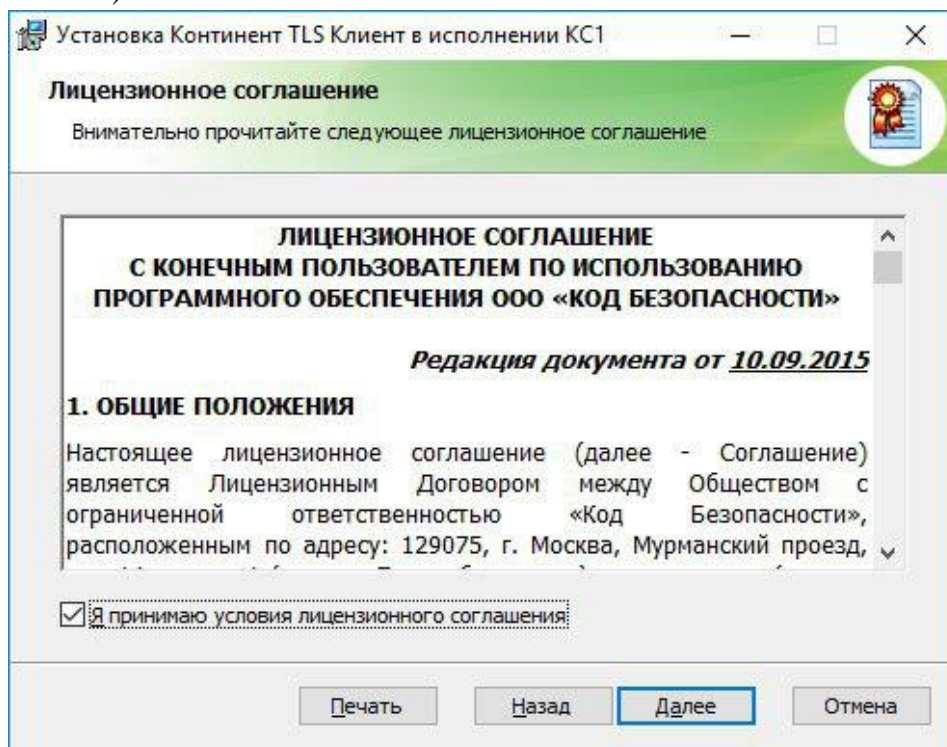 Установка Континент TLS Клиент в исполнении КС1
Лицензионное соглашение
Внимательно прочитайте следующее лицензионное соглашение
ЛИЦЕНЗИОННОЕ СОГЛАШЕНИЕ
С КОНЕЧНЫМ ПОЛЬЗОВАТЕЛЕМ ПО ИСПОЛЬЗОВАНИЮ
ПРОГРАММНОГО ОБЕСПЕЧЕНИЯ ООО «КОД БЕЗОПАСНОСТИ»
Редакция документа от 10.09.2015
1. ОБЩИЕ ПОЛОЖЕНИЯ
Настоящее лицензионное соглашение (далее - Соглашение)
является Лицензионным Договором между Обществом с
ограниченной ответственностью «Код Безопасности»,
расположенным по адресу: 129075, г. Москва, Мурманский проезд,
Я принимаю условия лицензионного соглашения
Печать
Назад
Далее
Отмена